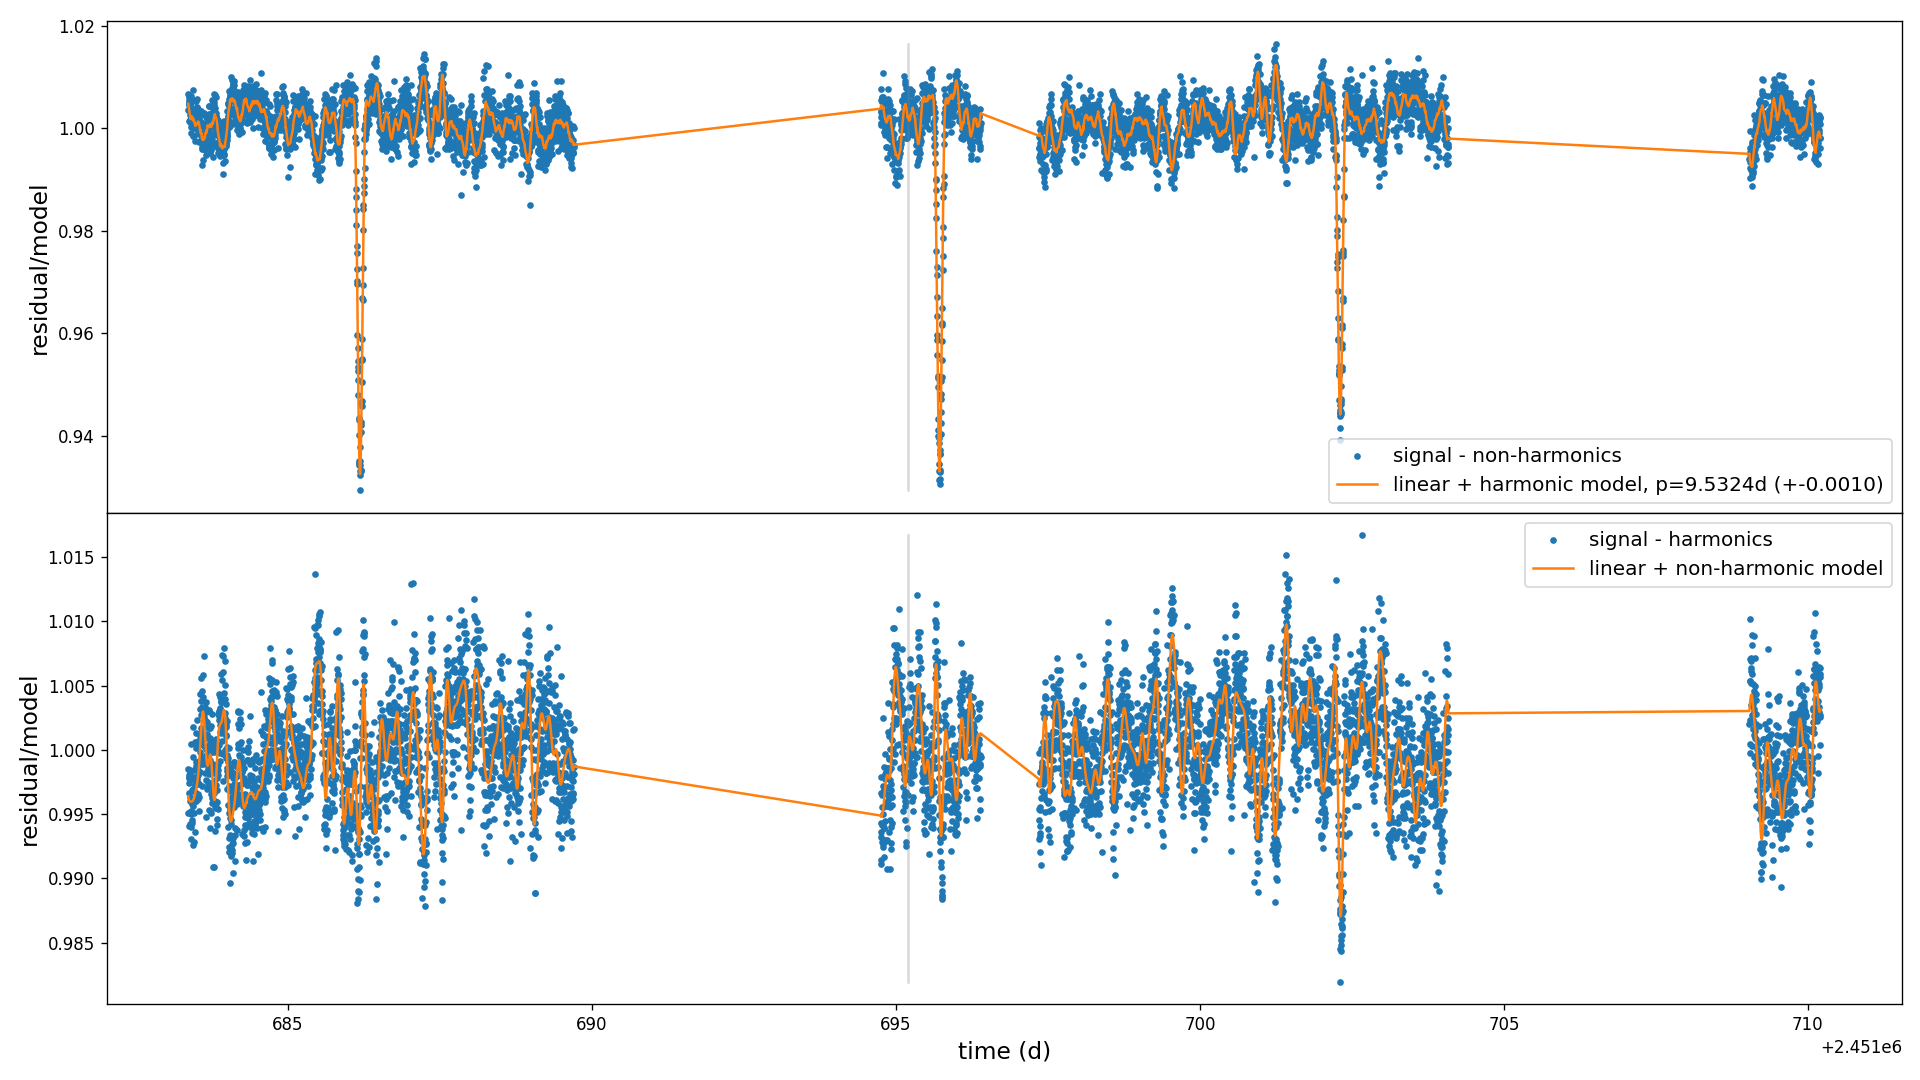 1.02
1.00
0.98
0.96
0.94
residual/model
signal - non-harmonics
linear + harmonic model, p=9.5324d (+-0.0010)
1.015
1.010
1.005
1.000
0.995
0.990
0.985
residual/model
signal - harmonics
linear + non-harmonic model
685 690 695 700 705 710
time (d)
+2.451e6